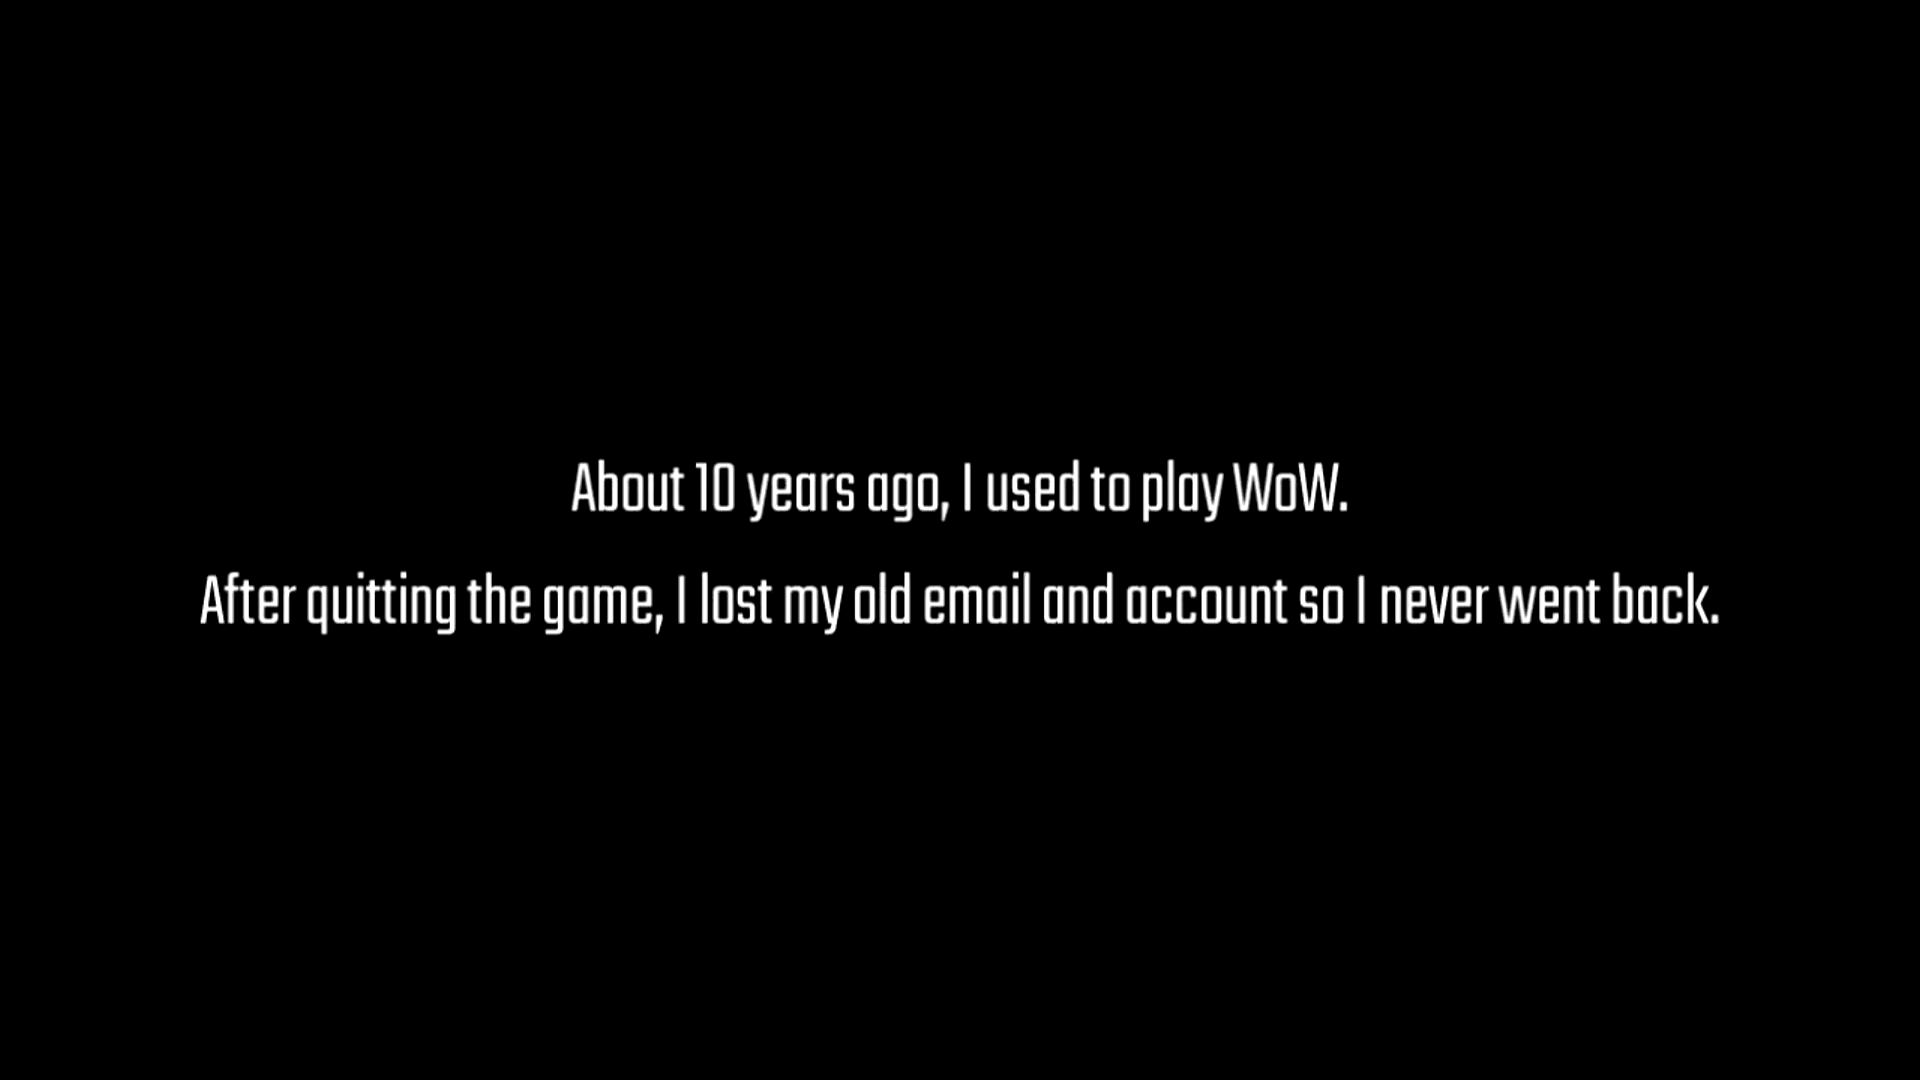 About 10 years ago, I used to play WoW.
After quitting the game, I lost my old email and account so I never went back.